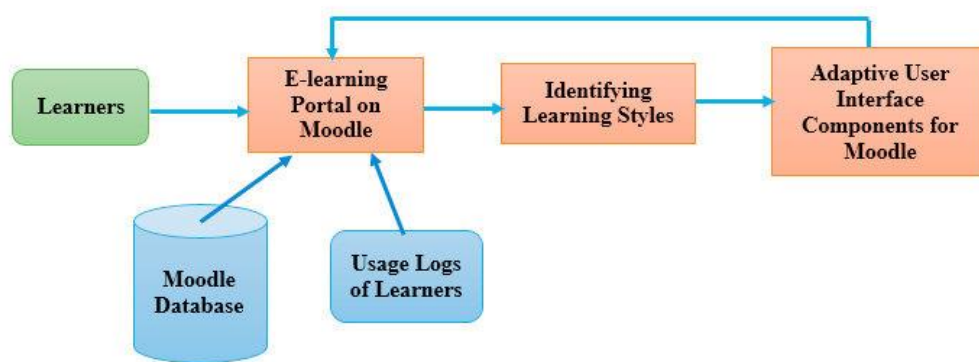 Learners
E-learning
Portal on
Moodle
Identifying
Learning Styles
Adaptive User
Interface
Components for
Moodle
Moodle
Database
Usage Logs
of Learners